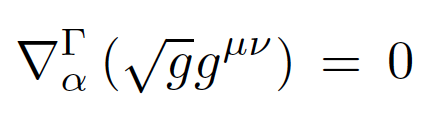 ∇^Γ_α (√g g^{μν}) = 0